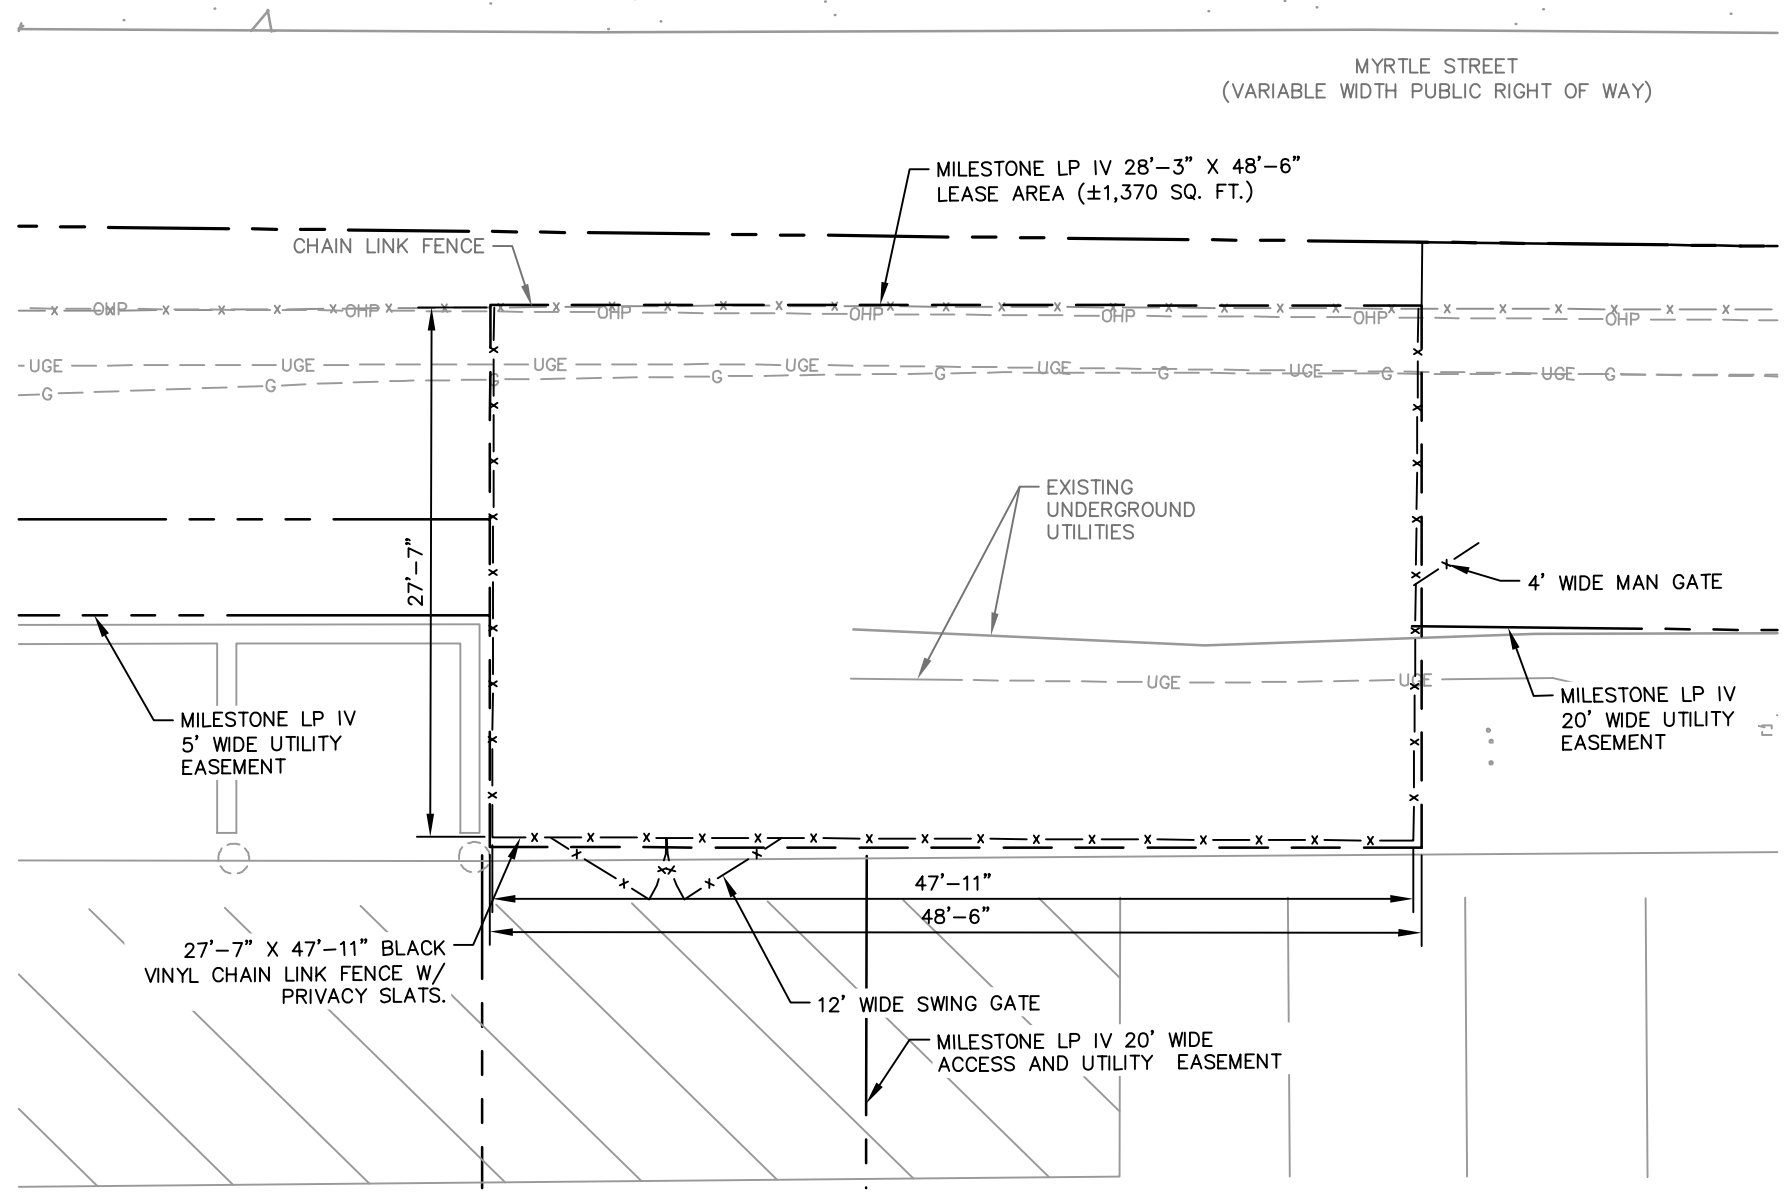 MYRTLE STREET
(VARIABLE WIDTH PUBLIC RIGHT OF WAY)
MILESTONE LP IV 28'-3" X 48'-6"
LEASE AREA (±1,370 SQ. FT.)
CHAIN LINK FENCE
OHP
OHP
OHP
OHP
OHP
OHP
OHP
UGE
UGE
UGE
UGE
UGE
UGE
UGE
G
G
G
G
G
G
G
G
EXISTING
UNDERGROUND
UTILITIES
27'-7"
4' WIDE MAN GATE
UGE
UGE
MILESTONE LP IV
20' WIDE UTILITY
EASEMENT
MILESTONE LP IV
5' WIDE UTILITY
EASEMENT
47'-11"
48'-6"
27'-7" X 47'-11" BLACK
VINYL CHAIN LINK FENCE W/
PRIVACY SLATS.
12' WIDE SWING GATE
MILESTONE LP IV 20' WIDE
ACCESS AND UTILITY EASEMENT